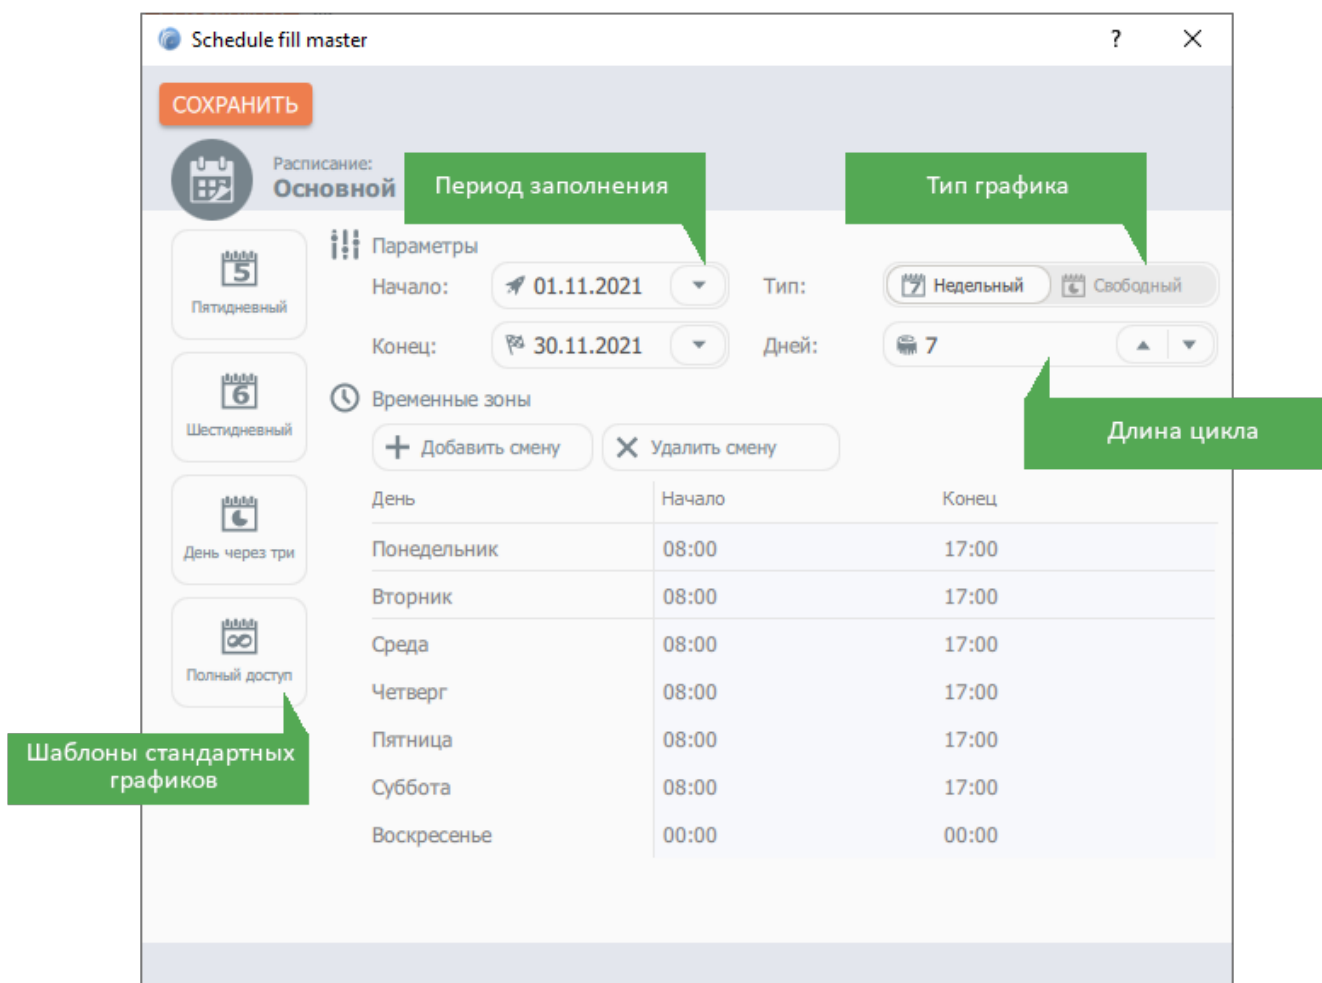 Schedule fill master
?
СОХРАНИТЬ
Расписание:
Основной
Период заполнения
Тип графика
5
Пятидневный
6
Шестидневный
День через три
Полный доступ
Шаблоны стандартных
графиков
Параметры
Начало: 01.11.2021 Тип: 7 Недельный Свободный
Конец: 30.11.2021 Дней: 7
Длина цикла
Временные зоны
Добавить смену Удалить смену
День Начало Конец
Понедельник 08:00 17:00
Вторник 08:00 17:00
Среда 08:00 17:00
Четверг 08:00 17:00
Пятница 08:00 17:00
Суббота 08:00 17:00
Воскресенье 00:00 00:00